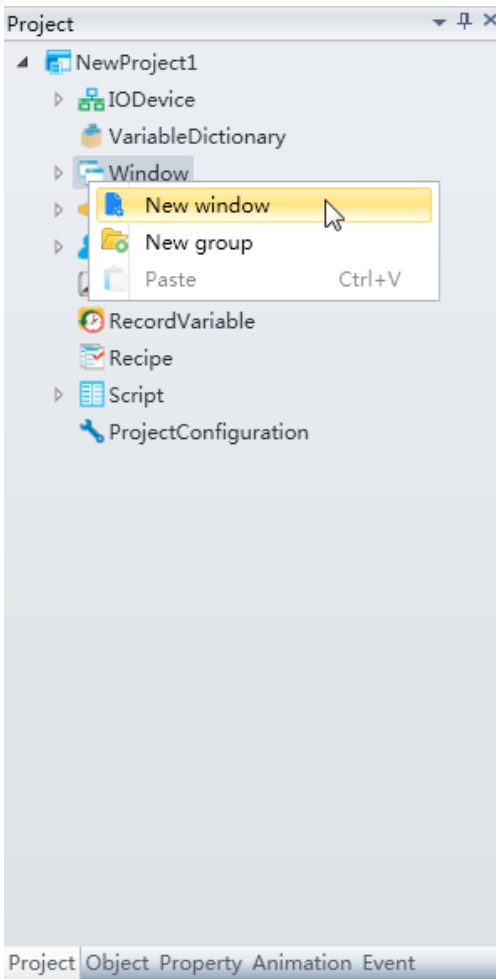 Project
NewProject1
IODevice
VariableDictionary
Window
New window
New group
Paste Ctrl+V
RecordVariable
Recipe
Script
ProjectConfiguration
Project Object Property Animation Event